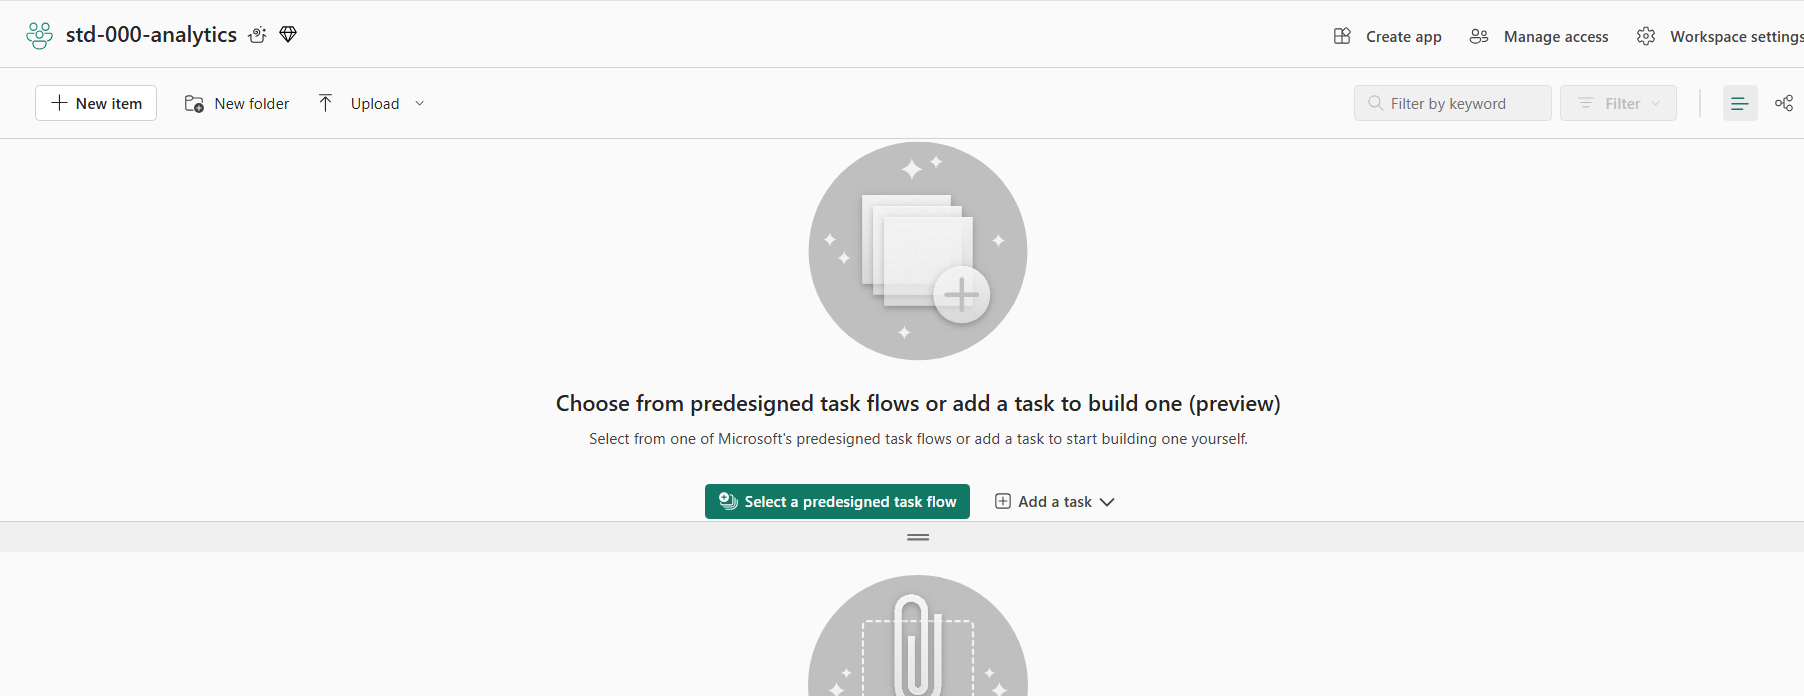 std-000-analytics
Create app
Manage access
Workspace settings
New item
New folder
Upload
Filter by keyword
Filter
Choose from predesigned task flows or add a task to build one (preview)
Select from one of Microsoft's predesigned task flows or add a task to start building one yourself.
Select a predesigned task flow
Add a task